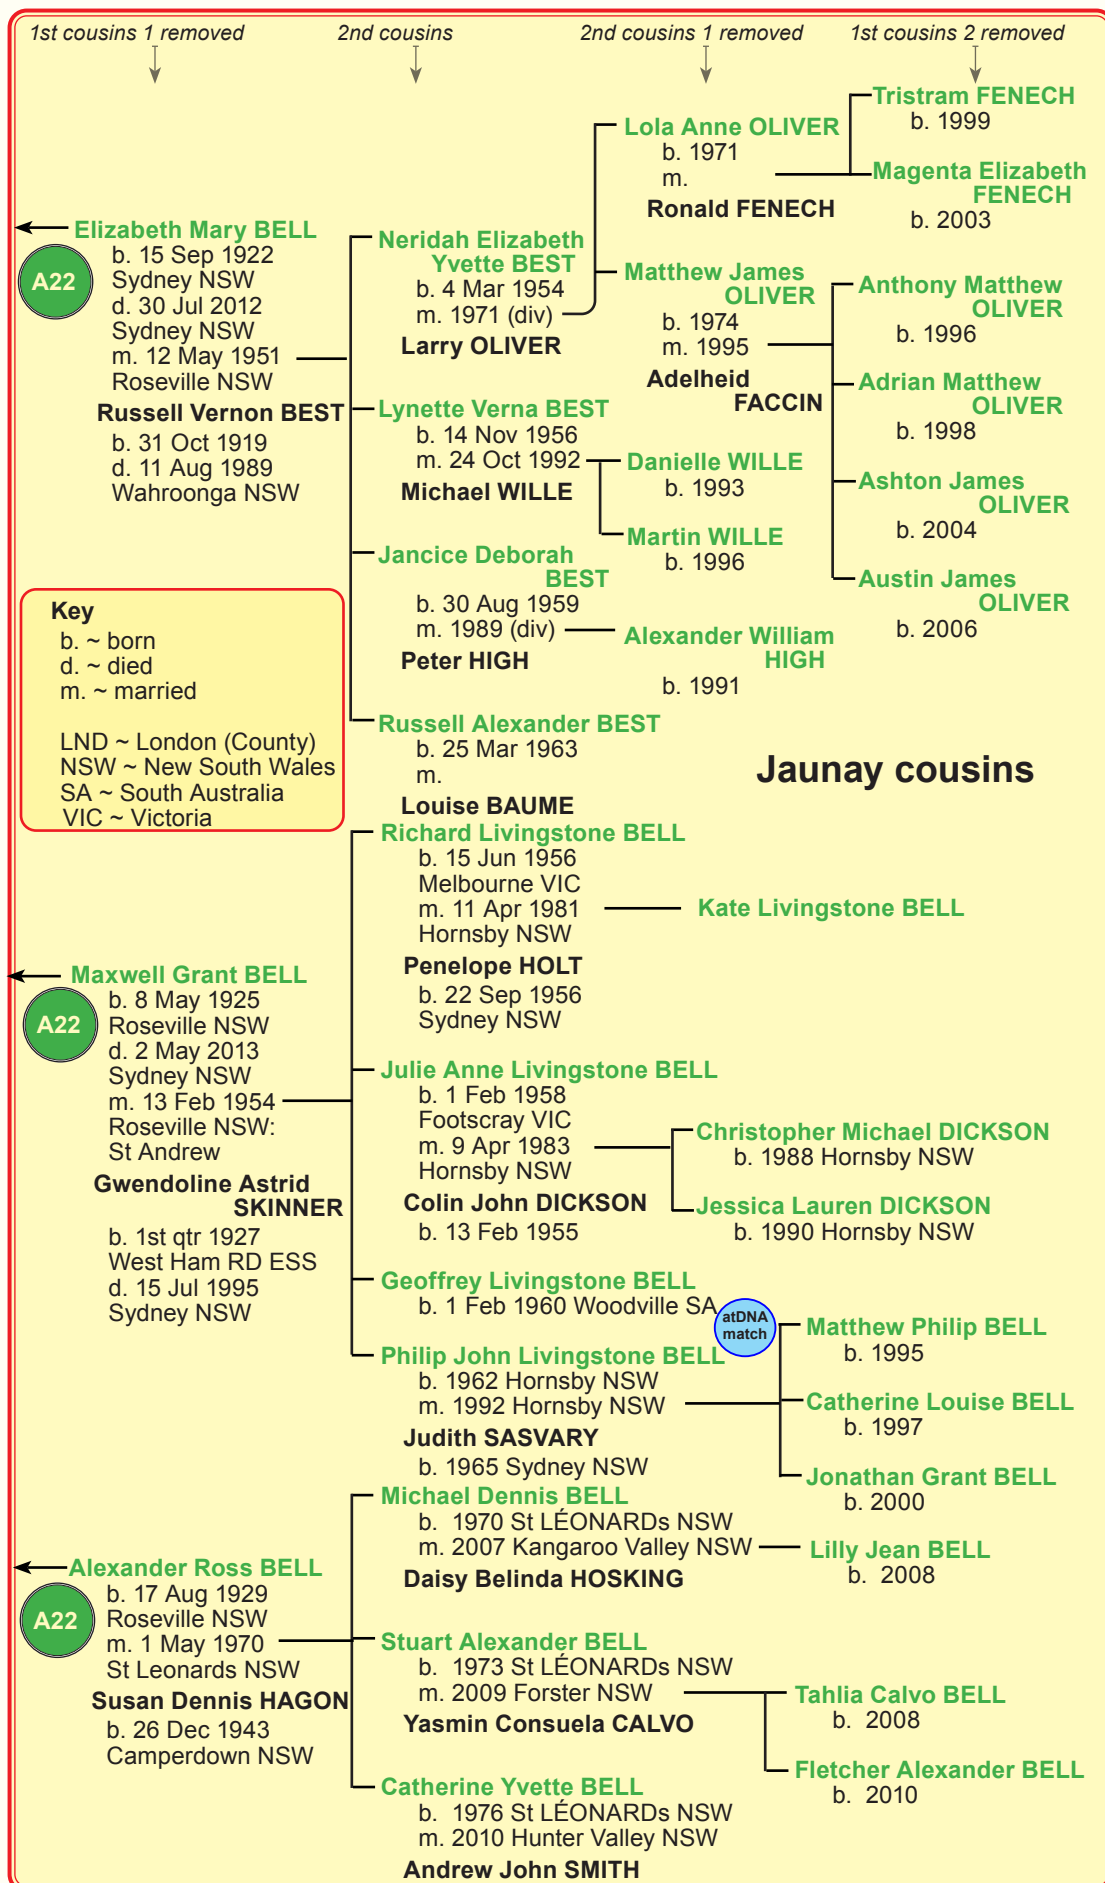 1st cousins 1 removed
2nd cousins
2nd cousins 1 removed
1st cousins 2 removed
Elizabeth Mary BELL
A22
b. 15 Sep 1922
Sydney NSW
d. 30 Jul 2012
Sydney NSW
m. 12 May 1951
Roseville NSW
Russell Vernon BEST
b. 31 Oct 1919
d. 11 Aug 1989
Wahroonga NSW
Neridah Elizabeth
Yvette BEST
b. 4 Mar 1954
m. 1971 (div)
Larry OLIVER
Lola Anne OLIVER
b. 1971
m.
Ronald FENECH
Tristram FENECH
b. 1999
Magenta Elizabeth
FENECH
b. 2003
Matthew James
OLIVER
b. 1974
m. 1995
Adelheid
FACCIN
Anthony Matthew
OLIVER
b. 1996
Adrian Matthew
OLIVER
b. 1998
Ashton James
OLIVER
b. 2004
Austin James
OLIVER
b. 2006
Lynette Verna BEST
b. 14 Nov 1956
m. 24 Oct 1992
Michael WILLE
Danielle WILLE
b. 1993
Martin WILLE
b. 1996
Jancice Deborah
BEST
b. 30 Aug 1959
m. 1989 (div)
Peter HIGH
Alexander William
HIGH
b. 1991
Russell Alexander BEST
b. 25 Mar 1963
m.
Louise BAUME
Key
b. ~ born
d. ~ died
m. ~ married
LND ~ London (County)
NSW ~ New South Wales
SA ~ South Australia
VIC ~ Victoria
Jaunay cousins
Maxwell Grant BELL
A22
b. 8 May 1925
Roseville NSW
d. 2 May 2013
Sydney NSW
m. 13 Feb 1954
Roseville NSW:
St Andrew
Gwendoline Astrid
SKINNER
b. 1st qtr 1927
West Ham RD ESS
d. 15 Jul 1995
Sydney NSW
Richard Livingstone BELL
b. 15 Jun 1956
Melbourne VIC
m. 11 Apr 1981
Hornsby NSW
Penelope HOLT
b. 22 Sep 1956
Sydney NSW
Kate Livingstone BELL
Julie Anne Livingstone BELL
b. 1 Feb 1958
Footscray VIC
m. 9 Apr 1983
Hornsby NSW
Colin John DICKSON
b. 13 Feb 1955
Christopher Michael DICKSON
b. 1988 Hornsby NSW
Jessica Lauren DICKSON
b. 1990 Hornsby NSW
Geoffrey Livingstone BELL
b. 1 Feb 1960 Woodville SA
Philip John Livingstone BELL
b. 1962 Hornsby NSW
m. 1992 Hornsby NSW
Judith SASVARY
b. 1965 Sydney NSW
atDNA
match
Matthew Philip BELL
b. 1995
Catherine Louise BELL
b. 1997
Jonathan Grant BELL
b. 2000
Alexander Ross BELL
A22
b. 17 Aug 1929
Roseville NSW
m. 1 May 1970
St Leonards NSW
Susan Dennis HAGON
b. 26 Dec 1943
Camperdown NSW
Michael Dennis BELL
b. 1970 St LÉONARDs NSW
m. 2007 Kangaroo Valley NSW
Daisy Belinda HOSKING
Lilly Jean BELL
b. 2008
Stuart Alexander BELL
b. 1973 St LÉONARDs NSW
m. 2009 Forster NSW
Yasmin Consuela CALVO
Tahlia Calvo BELL
b. 2008
Fletcher Alexander BELL
b. 2010
Catherine Yvette BELL
b. 1976 St LÉONARDs NSW
m. 2010 Hunter Valley NSW
Andrew John SMITH